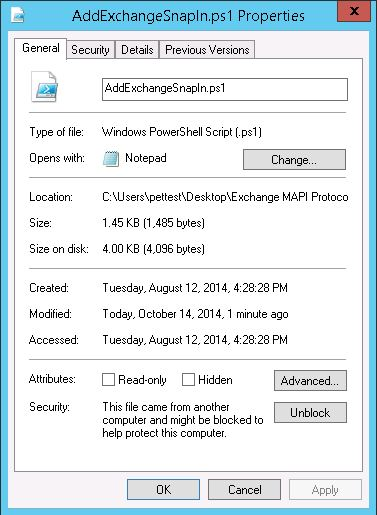 AddExchangeSnapIn.ps1 Properties
x
General Security Details Previous Versions
AddExchangeSnapIn.ps1
Type of file: Windows PowerShell Script (.ps1)
Opens with: Notepad Change...
Location: C:\Users\pettest\Desktop\Exchange MAPI Protoco
Size: 1.45 KB (1,485 bytes)
Size on disk: 4.00 KB (4,096 bytes)
Created: Tuesday, August 12, 2014, 4:28:28 PM
Modified: Today, October 14, 2014, 1 minute ago
Accessed: Tuesday, August 12, 2014, 4:28:28 PM
Attributes: Read-only Hidden Advanced...
Security: This file came from another
computer and might be blocked to
help protect this computer.
Unblock
OK Cancel Apply